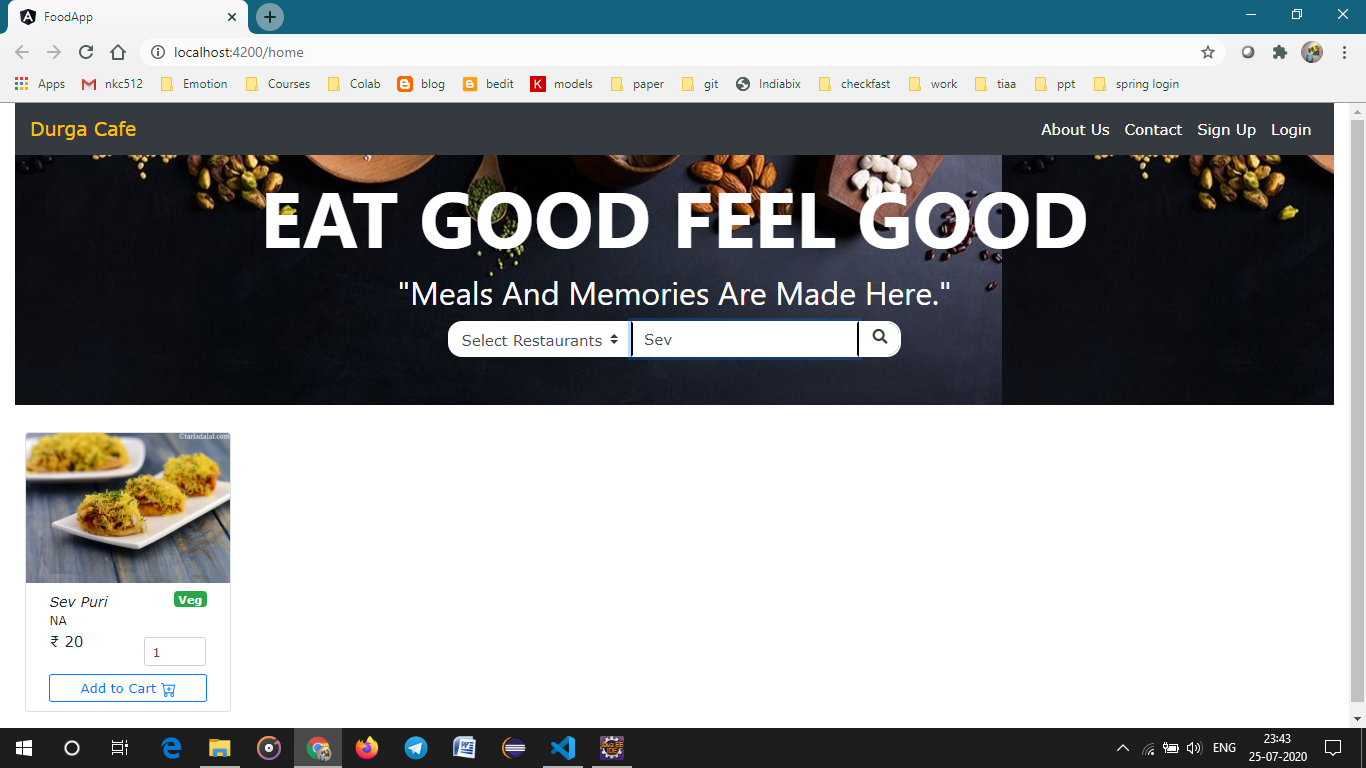 FoodApp
localhost:4200/home
Apps nkc512 Emotion Courses Colab blog bedit K models paper git Indiabix checkfast work tiaa ppt spring login
Durga Cafe About Us Contact Sign Up Login
EAT GOOD FEEL GOOD
"Meals And Memories Are Made Here."
Select Restaurants Sev
©tarladalal.com
Sev Puri Veg
NA
₹ 20
1
Add to Cart
ENG 23:43
25-07-2020